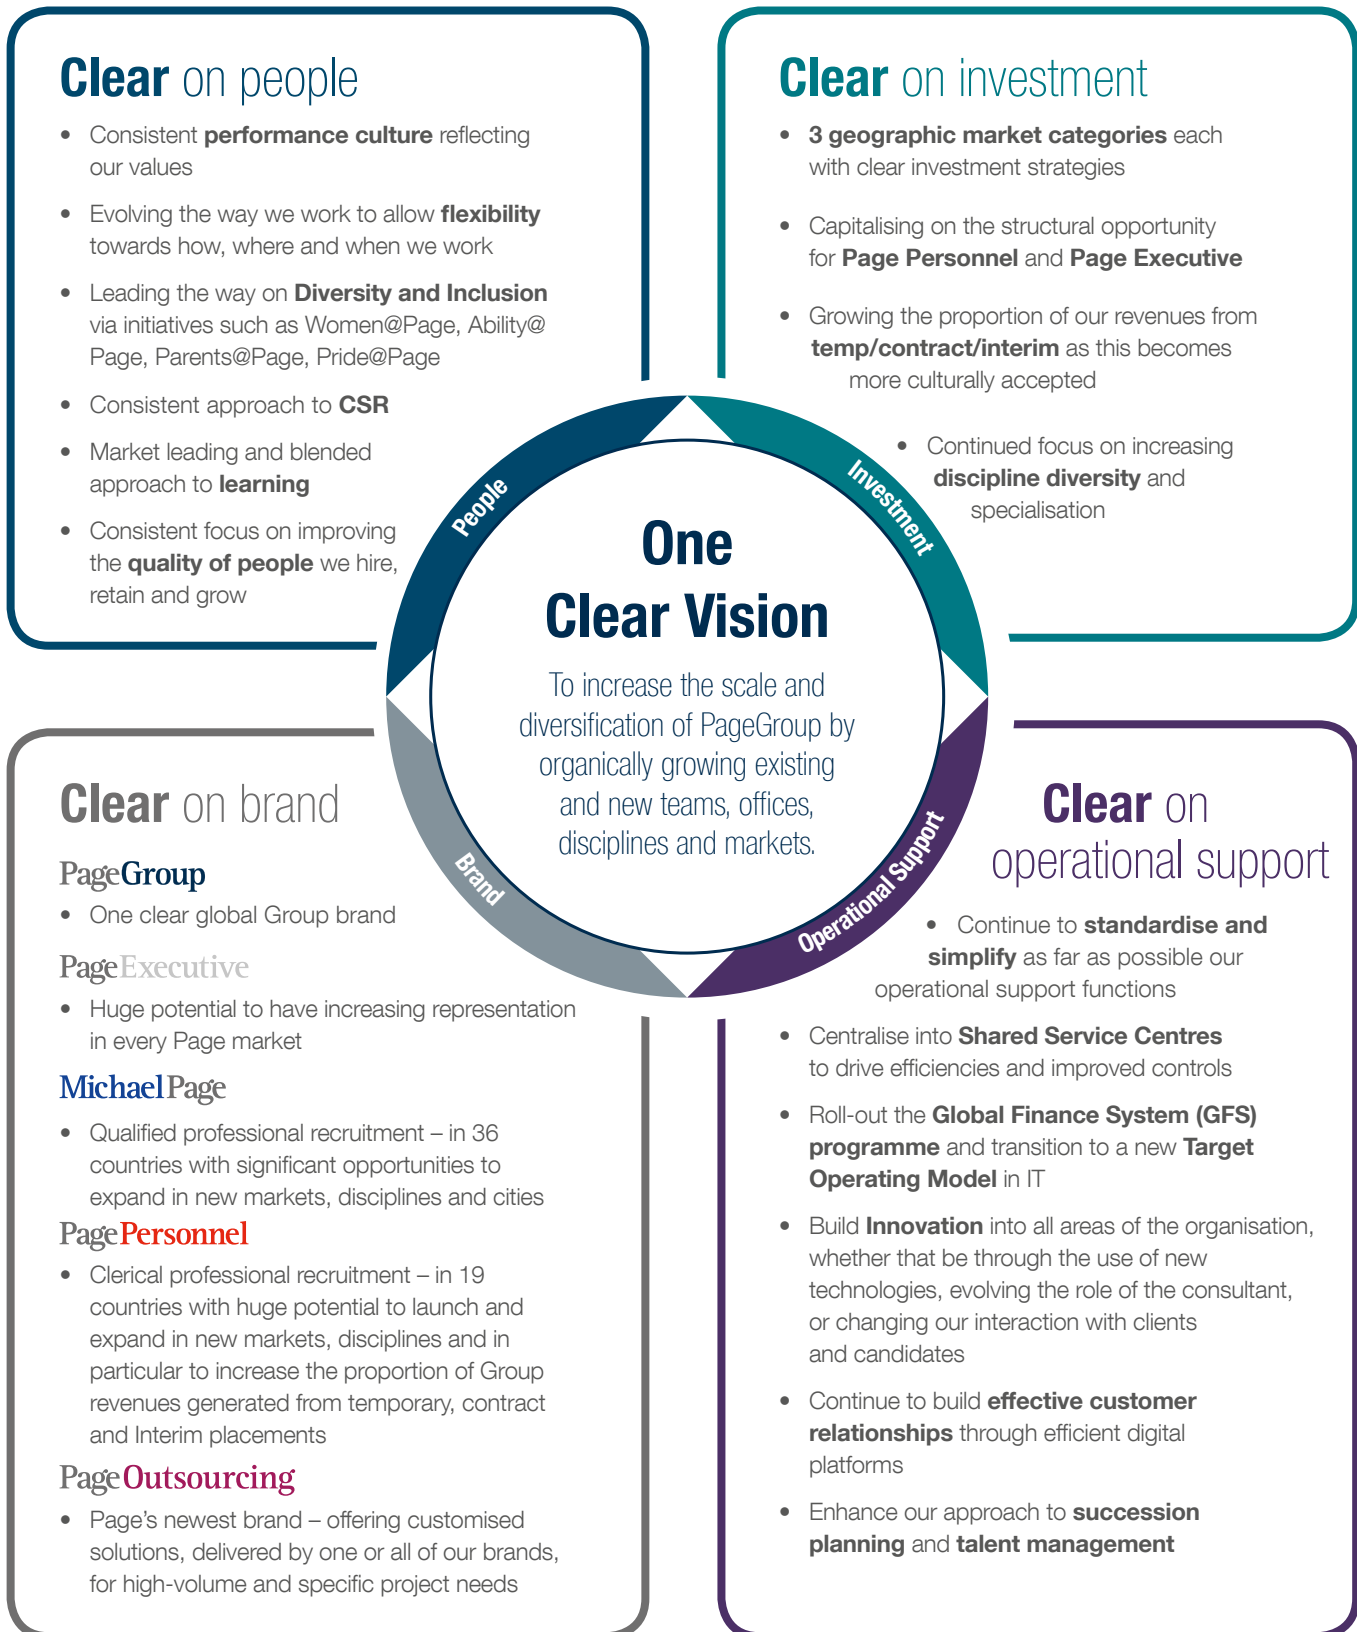 Clear on people
• Consistent performance culture reflecting
our values
• Evolving the way we work to allow flexibility
towards how, where and when we work
• Leading the way on Diversity and Inclusion
via initiatives such as Women@Page, Ability@
Page, Parents@Page, Pride@Page
• Consistent approach to CSR
• Market leading and blended
approach to learning
• Consistent focus on improving
the quality of people we hire,
retain and grow
Clear on investment
• 3 geographic market categories each
with clear investment strategies
• Capitalising on the structural opportunity
for Page Personnel and Page Executive
• Growing the proportion of our revenues from
temp/contract/interim as this becomes
more culturally accepted
• Continued focus on increasing
discipline diversity and
specialisation
People
Investment
Brand
Operational Support
One
Clear Vision
To increase the scale and
diversification of PageGroup by
organically growing existing
and new teams, offices,
disciplines and markets.
Clear on brand
PageGroup
• One clear global Group brand
PageExecutive
• Huge potential to have increasing representation
in every Page market
MichaelPage
• Qualified professional recruitment – in 36
countries with significant opportunities to
expand in new markets, disciplines and cities
PagePersonnel
• Clerical professional recruitment – in 19
countries with huge potential to launch and
expand in new markets, disciplines and in
particular to increase the proportion of Group
revenues generated from temporary, contract
and Interim placements
PageOutsourcing
• Page's newest brand – offering customised
solutions, delivered by one or all of our brands,
for high-volume and specific project needs
Clear on
operational support
• Continue to standardise and
simplify as far as possible our
operational support functions
• Centralise into Shared Service Centres
to drive efficiencies and improved controls
• Roll-out the Global Finance System (GFS)
programme and transition to a new Target
Operating Model in IT
• Build Innovation into all areas of the organisation,
whether that be through the use of new
technologies, evolving the role of the consultant,
or changing our interaction with clients
and candidates
• Continue to build effective customer
relationships through efficient digital
platforms
• Enhance our approach to succession
planning and talent management